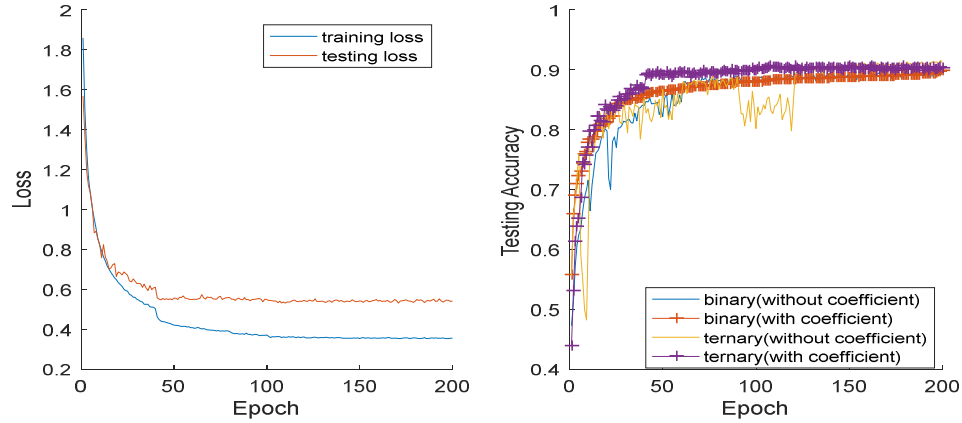 2
1.8
1.6
1.4
1.2
1
0.8
0.6
0.4
0.2
0 50 100 150 200
Loss
Epoch
training loss
testing loss
1
0.9
0.8
0.7
0.6
0.5
0.4
0 50 100 150 200
Testing Accuracy
Epoch
binary(without coefficient)
binary(with coefficient)
ternary(without coefficient)
ternary(with coefficient)